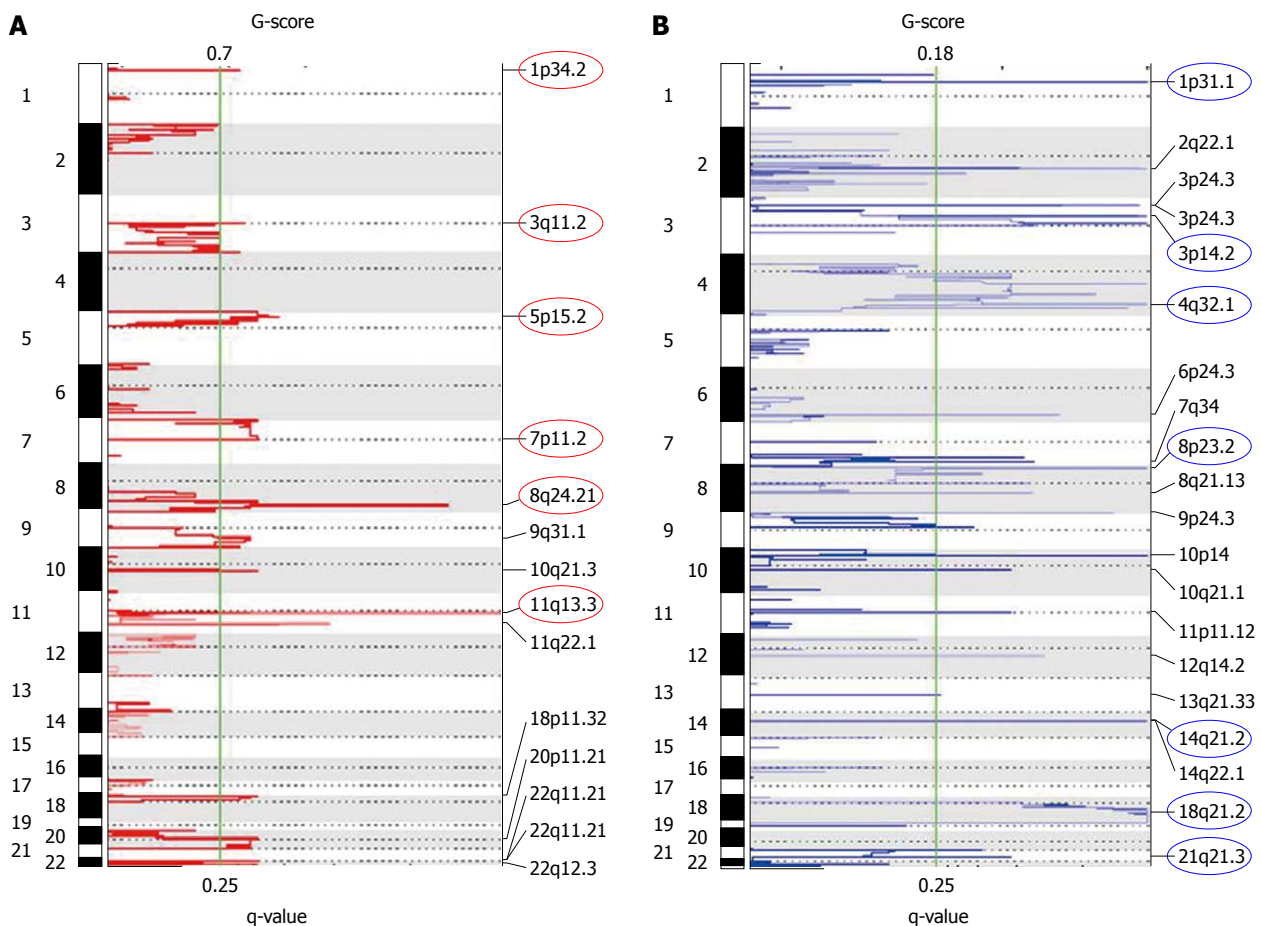 A
G-score
0.7
1
2
3
4
5
6
7
8
9
10
11
12
13
14
15
16
17
18
19
20
21
22
1p34.2
3q11.2
5p15.2
7p11.2
8q24.21
9q31.1
10q21.3
11q13.3
11q22.1
18p11.32
20p11.21
22q11.21
22q11.21
22q12.3
0.25
q-value
B
G-score
0.18
1
2
3
4
5
6
7
8
9
10
11
12
13
14
15
16
17
18
19
20
21
22
1p31.1
2q22.1
3p24.3
3p24.3
3p14.2
4q32.1
6p24.3
7q34
8p23.2
8q21.13
9p24.3
10p14
10q21.1
11p11.12
12q14.2
13q21.33
14q21.2
14q22.1
18q21.2
21q21.3
0.25
q-value